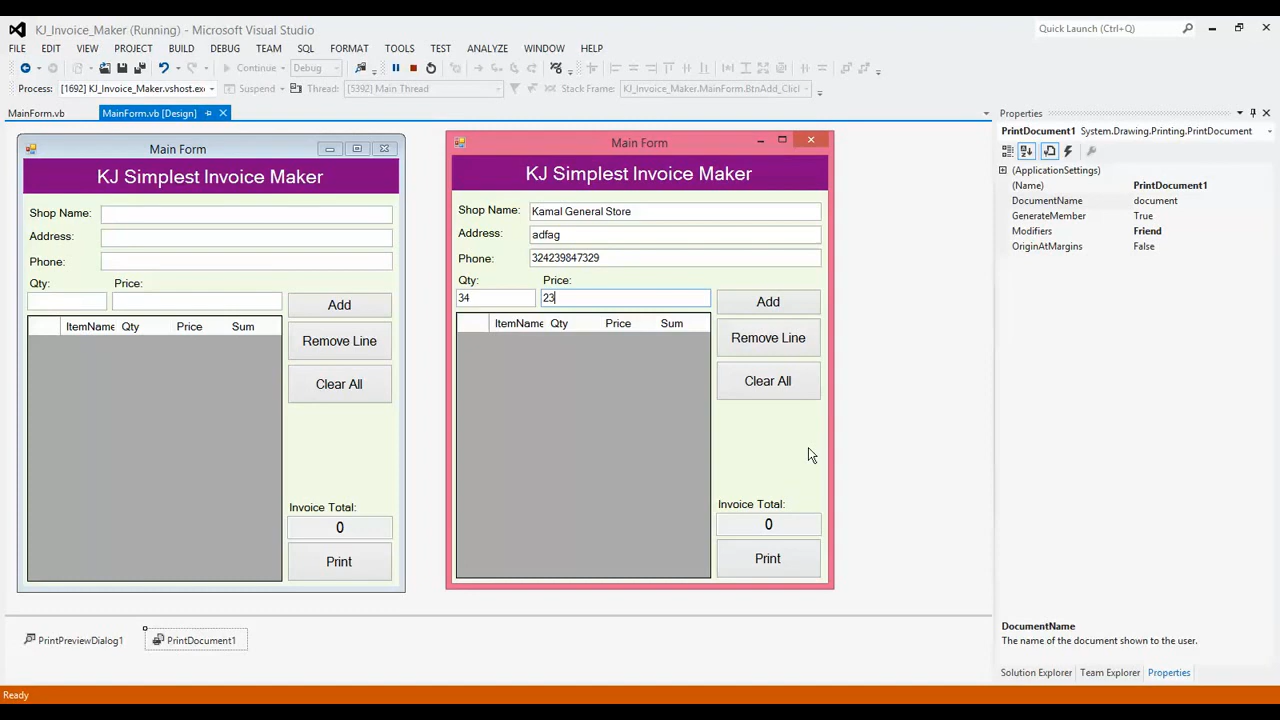 KJ_Invoice_Maker (Running) - Microsoft Visual Studio
Quick Launch (Ctrl+Q)
FILE EDIT VIEW PROJECT BUILD DEBUG TEAM SQL FORMAT TOOLS TEST ANALYZE WINDOW HELP
Continue Debug
Process: [1692] KJ_Invoice_Maker.vshost.exe Suspend Thread: [5392] Main Thread Stack Frame: KJ_Invoice_Maker.MainForm.BtnAdd_Clicl
MainForm.vb MainForm.vb [Design]
Main Form
KJ Simplest Invoice Maker
Shop Name:
Address:
Phone:
Qty: Price:
Add
ItemName Qty Price Sum
Remove Line
Clear All
Invoice Total:
0
Print
Main Form
KJ Simplest Invoice Maker
Shop Name: Kamal General Store
Address: adfag
Phone: 324239847329
Qty: Price:
34 23 Add
ItemName Qty Price Sum
Remove Line
Clear All
Invoice Total:
0
Print
PrintPreviewDialog1 PrintDocument1
Properties
PrintDocument1 System.Drawing.Printing.PrintDocument
(ApplicationSettings)
(Name) PrintDocument1
DocumentName document
GenerateMember True
Modifiers Friend
OriginAtMargins False
DocumentName
The name of the document shown to the user.
Solution Explorer Team Explorer Properties
Ready